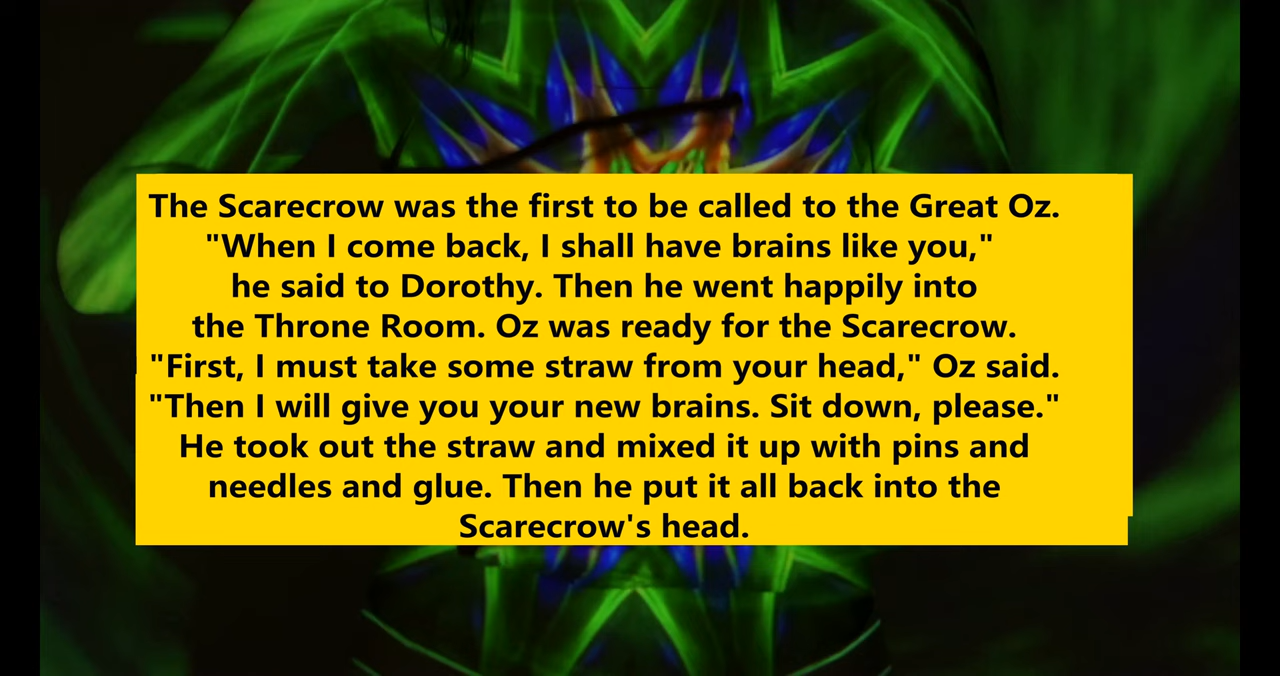 The Scarecrow was the first to be called to the Great Oz.
"When I come back, I shall have brains like you,"
he said to Dorothy. Then he went happily into
the Throne Room. Oz was ready for the Scarecrow.
"First, I must take some straw from your head," Oz said.
"Then I will give you your new brains. Sit down, please."
He took out the straw and mixed it up with pins and
needles and glue. Then he put it all back into the
Scarecrow's head.